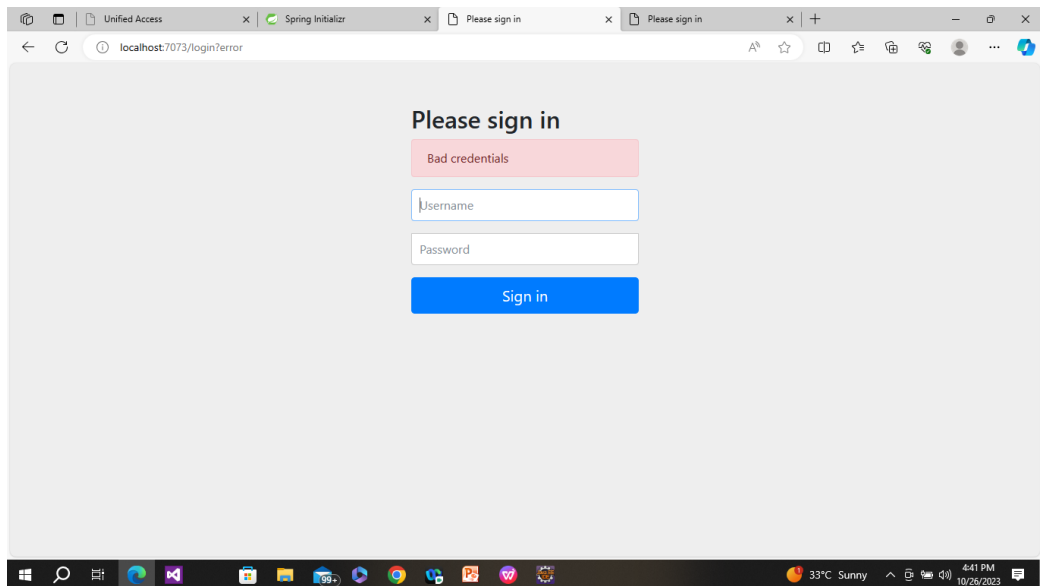 Unified Access
Spring Initializr
Please sign in
Please sign in
localhost:7073/login?error
Please sign in
Bad credentials
Username
Password
Sign in
99+
33°C Sunny
4:41 PM
10/26/2023